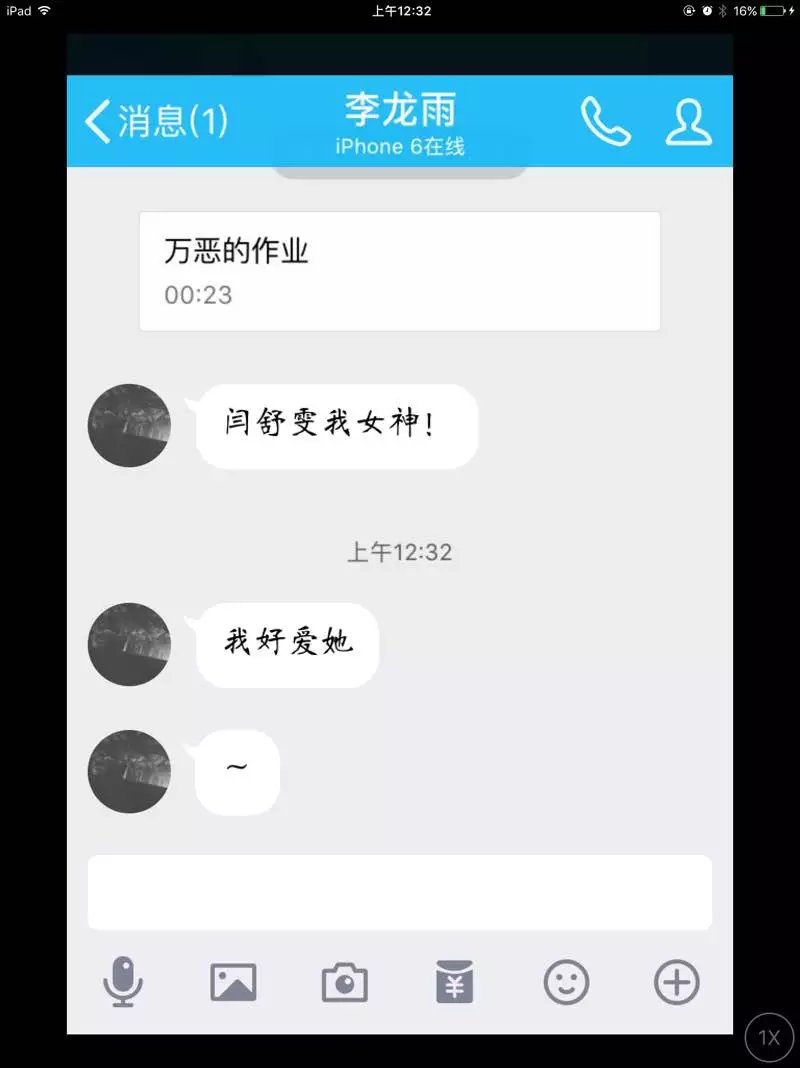 iPad 上午12:32 16%
消息(1) 李龙雨
iPhone 6在线
万恶的作业
00:23
闫舒雯我女神!
上午12:32
我好爱她
~
¥
1X